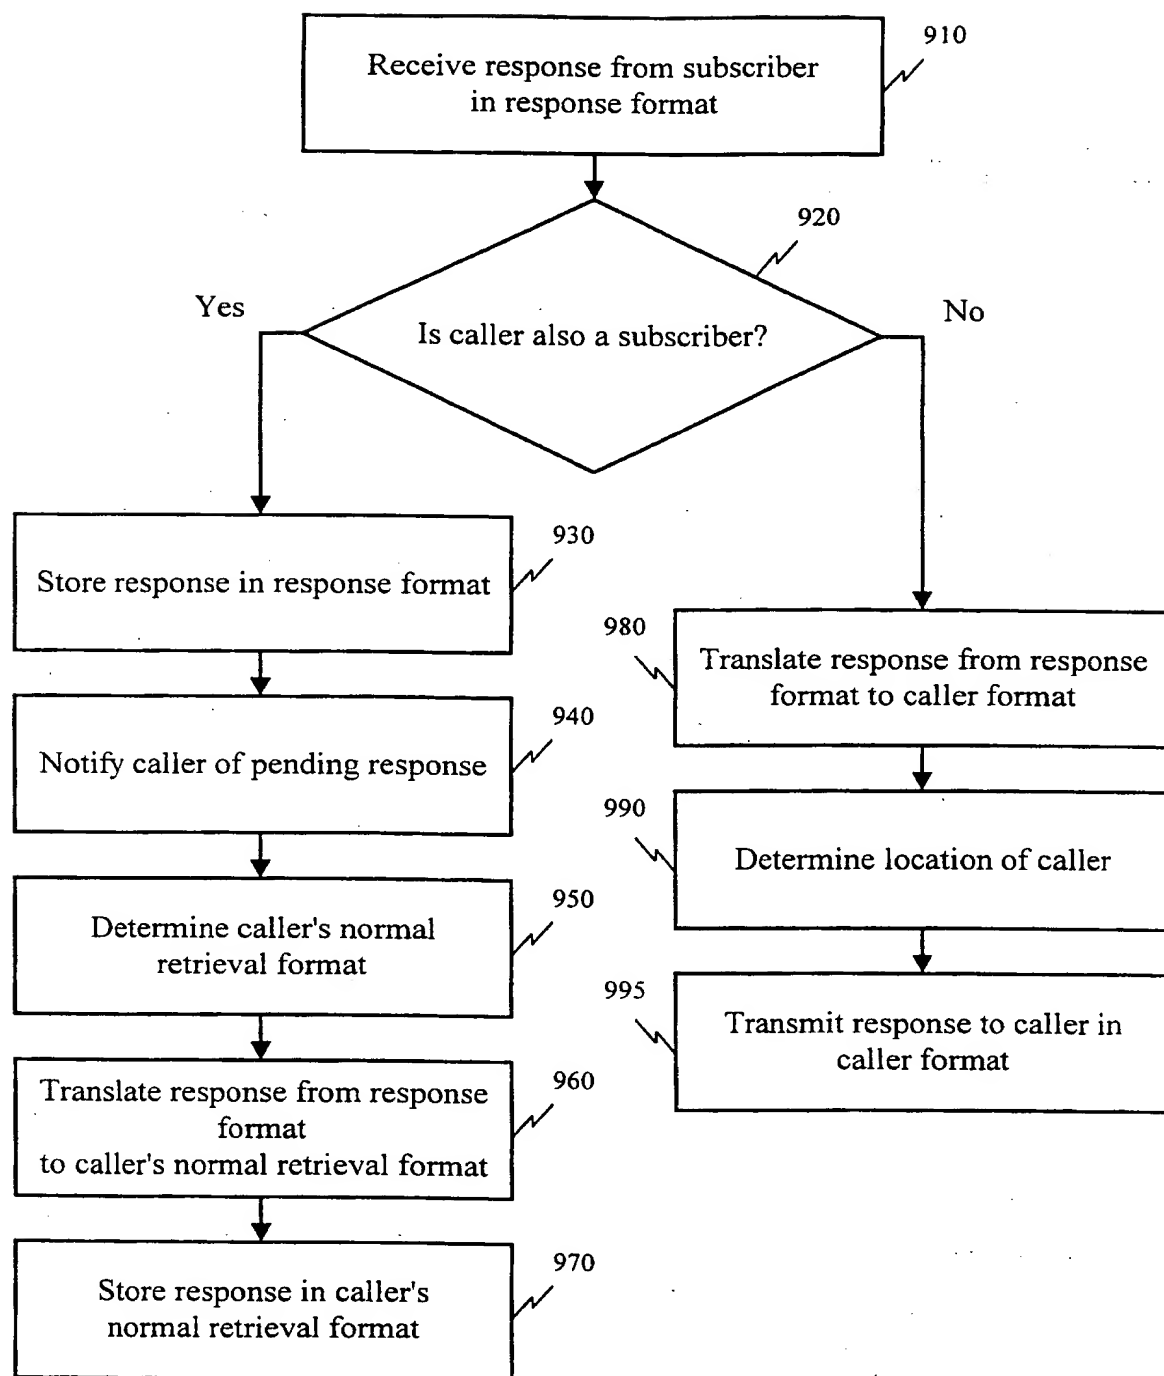 Receive response from subscriber
in response format
910
920
Is caller also a subscriber?
Yes
No
930
Store response in response format
940
Notify caller of pending response
950
Determine caller's normal
retrieval format
960
Translate response from response
format
to caller's normal retrieval format
970
Store response in caller's
normal retrieval format
980
Translate response from response
format to caller format
990
Determine location of caller
995
Transmit response to caller in
caller format